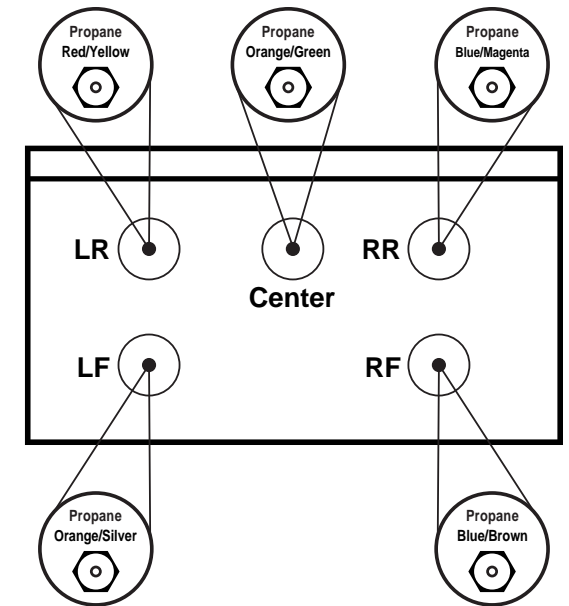 Propane
Red/Yellow
Propane
Orange/Green
Propane
Blue/Magenta
LR
RR
Center
LF
RF
Propane
Orange/Silver
Propane
Blue/Brown